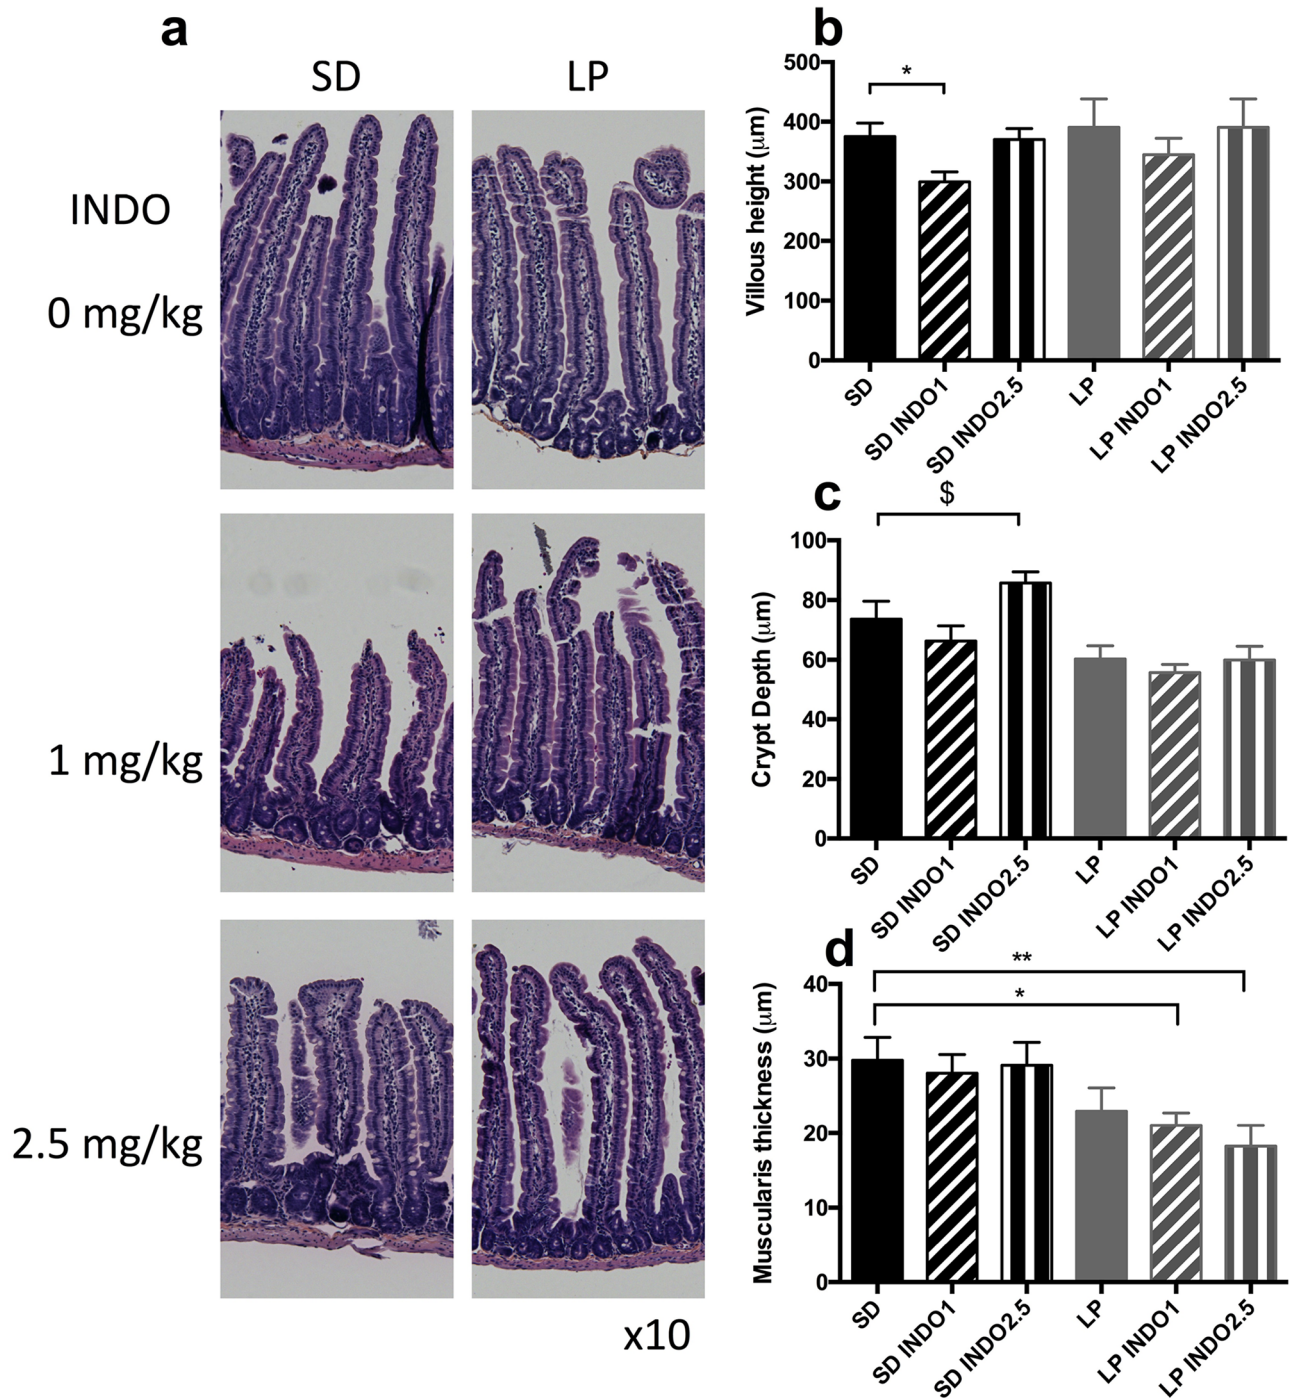 a
SD LP
INDO
0 mg/kg
1 mg/kg
2.5 mg/kg
x10
b
*
Villous height (µm)
500
400
300
200
100
0
SD
SD INDO1
SD INDO2.5
LP
LP INDO1
LP INDO2.5
c
$
Crypt Depth (µm)
100
80
60
40
20
0
SD
SD INDO1
SD INDO2.5
LP
LP INDO1
LP INDO2.5
d
**
*
Muscularis thickness (µm)
40
30
20
10
0
SD
SD INDO1
SD INDO2.5
LP
LP INDO1
LP INDO2.5